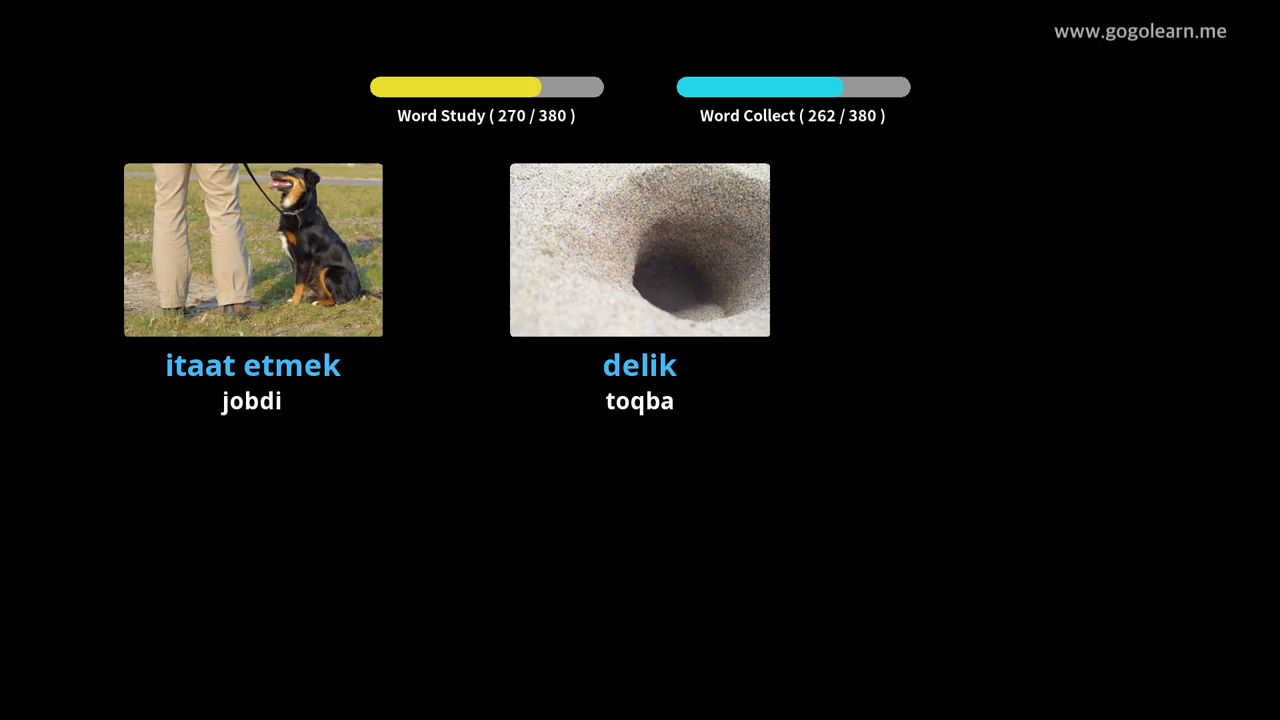 www.gogolearn.me
Word Study ( 270 / 380 )
Word Collect ( 262 / 380 )
itaat etmek
jobdi
delik
toqba